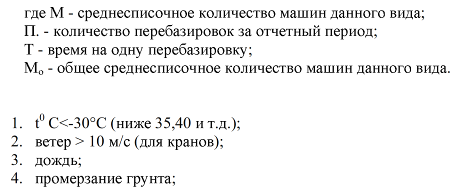 где М - среднесписочное количество машин данного вида;
П. - количество перебазировок за отчетный период;
Т - время на одну перебазировку;
Мо - общее среднесписочное количество машин данного вида.
1. t⁰ С<-30°С (ниже 35,40 и т.д.);
2. ветер > 10 м/с (для кранов);
3. дождь;
4. промерзание грунта;